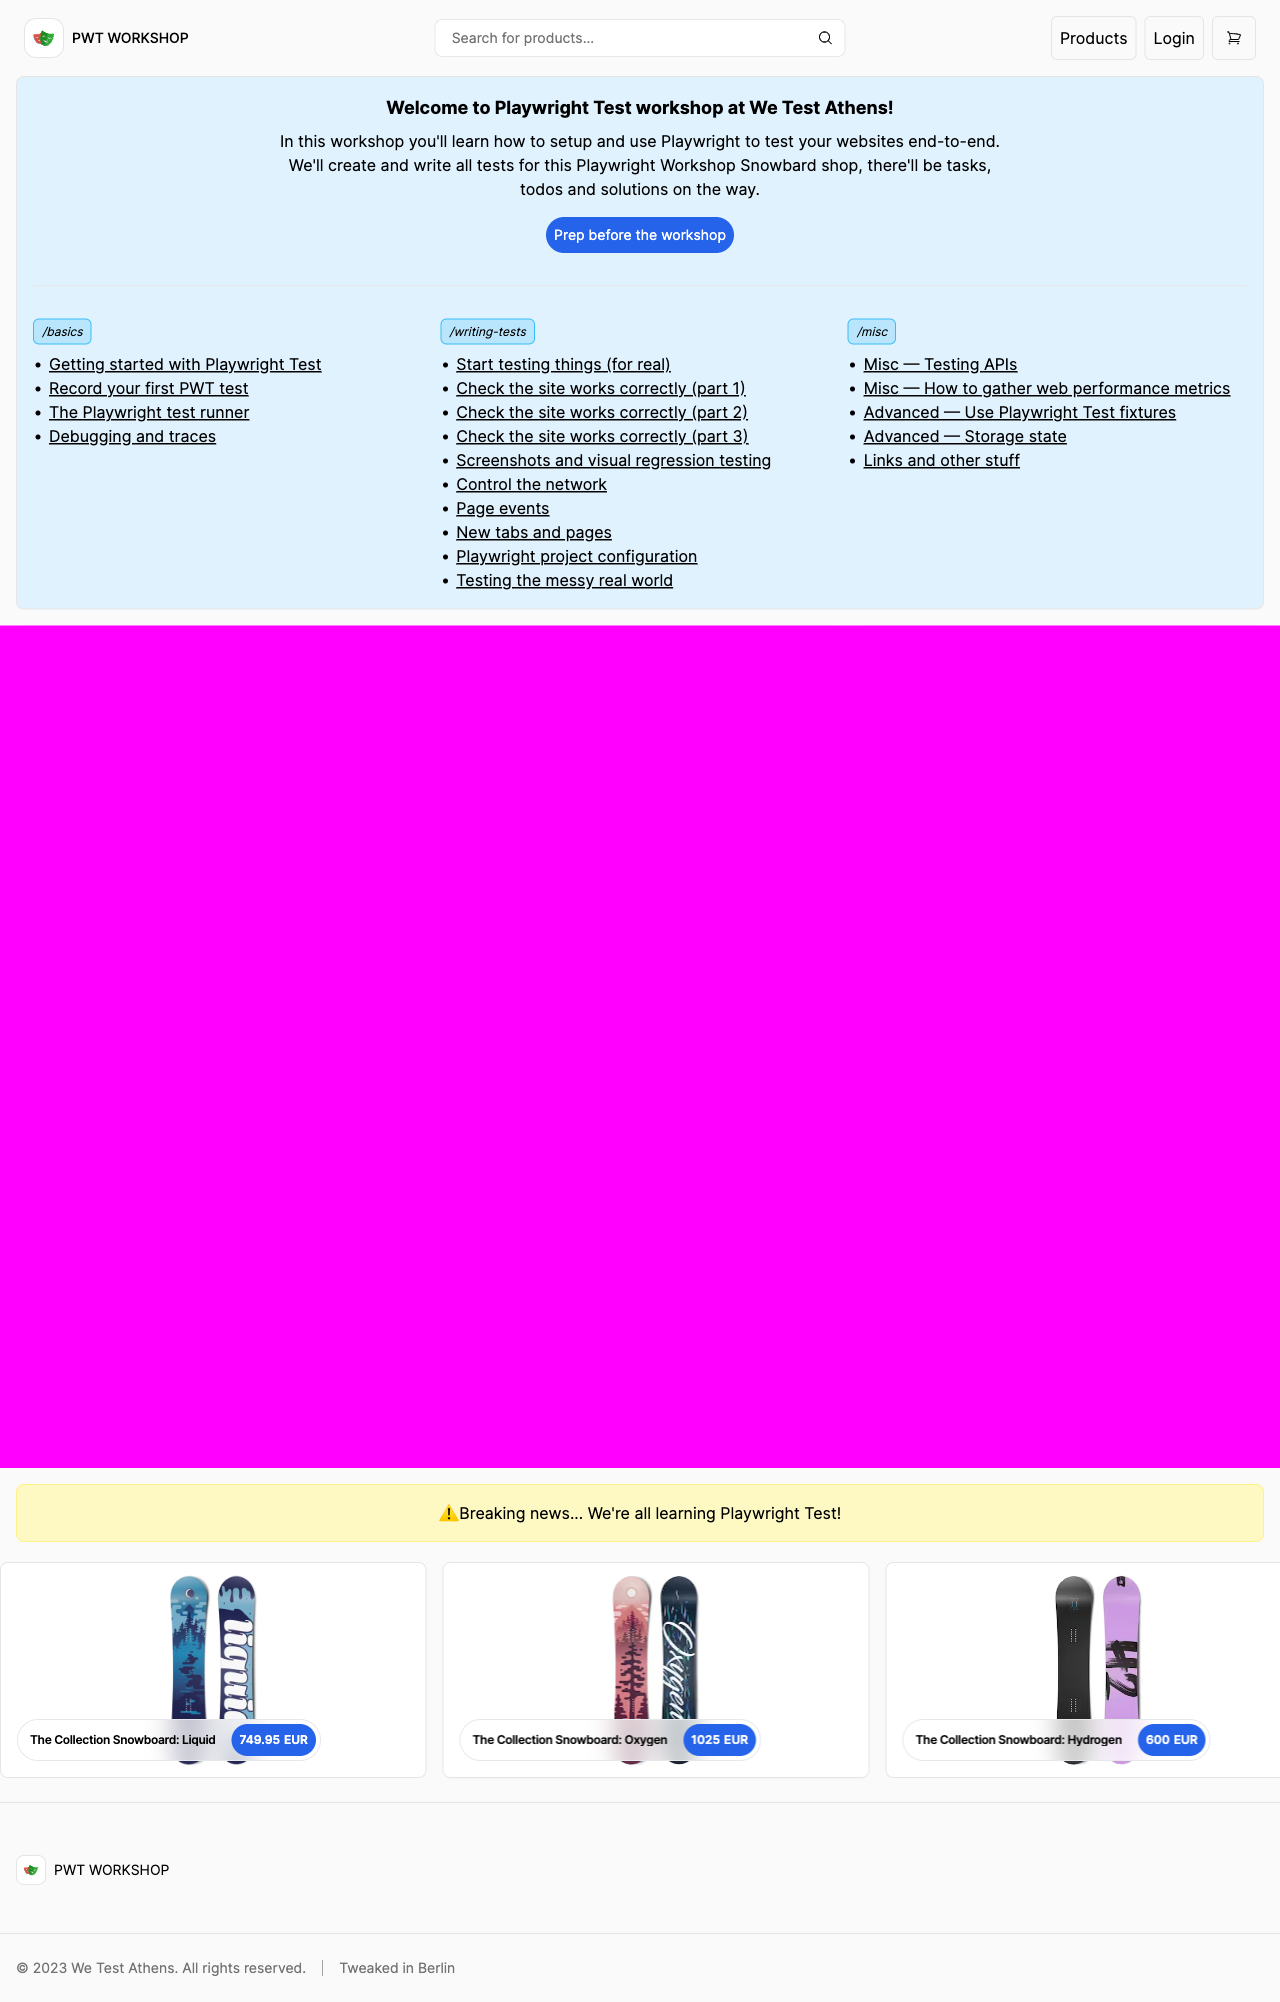 PWT WORKSHOP
Search for products...
Products
Login
Welcome to Playwright Test workshop at We Test Athens!
In this workshop you'll learn how to setup and use Playwright to test your websites end-to-end.
We'll create and write all tests for this Playwright Workshop Snowbard shop, there'll be tasks,
todos and solutions on the way.
Prep before the workshop
/basics
• Getting started with Playwright Test
• Record your first PWT test
• The Playwright test runner
• Debugging and traces
/writing-tests
• Start testing things (for real)
• Check the site works correctly (part 1)
• Check the site works correctly (part 2)
• Check the site works correctly (part 3)
• Screenshots and visual regression testing
• Control the network
• Page events
• New tabs and pages
• Playwright project configuration
• Testing the messy real world
/misc
• Misc — Testing APIs
• Misc — How to gather web performance metrics
• Advanced — Use Playwright Test fixtures
• Advanced — Storage state
• Links and other stuff
⚠️Breaking news... We're all learning Playwright Test!
The Collection Snowboard: Liquid
749.95 EUR
The Collection Snowboard: Oxygen
1025 EUR
The Collection Snowboard: Hydrogen
600 EUR
PWT WORKSHOP
© 2023 We Test Athens. All rights reserved.
Tweaked in Berlin